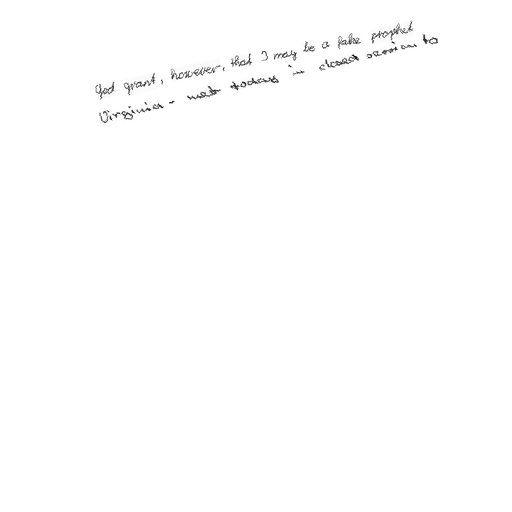 God grant, however, that I may be a false prophet
Virginia - met today in closed session to